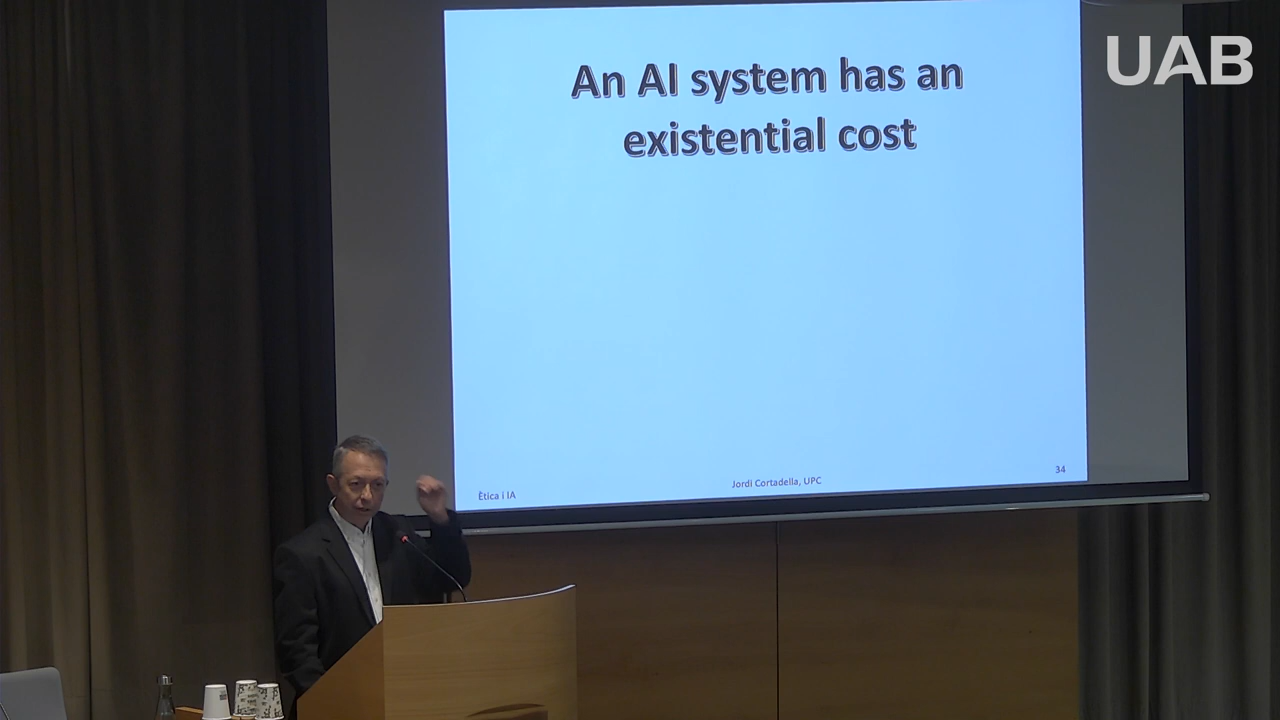 UAB
An AI system has an
existential cost
Ètica i IA
Jordi Cortadella, UPC
34